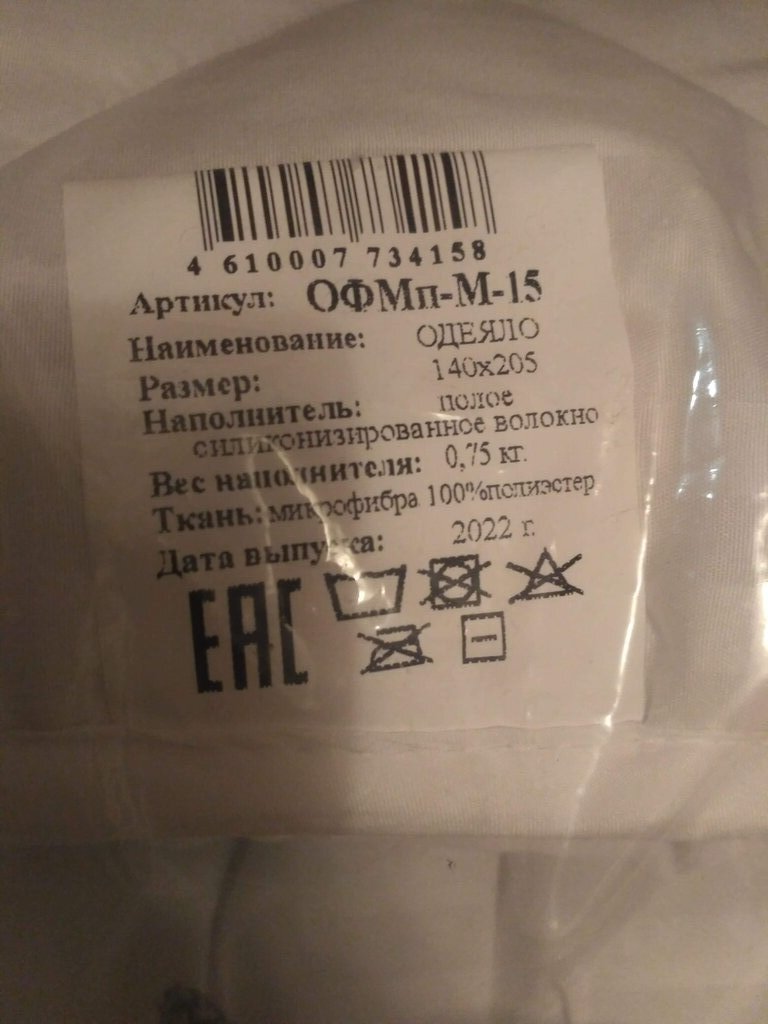 4 610007 734158
Артикул: ОФМп-М-15
Наименование: ОДЕЯЛО
Размер: 140х205
Наполнитель: полое
силиконизированное волокно
Вес наполнителя: 0,75 кг.
Ткань: микрофибра 100%полиэстер
Дата выпуска: 2022 г.
ЕАС